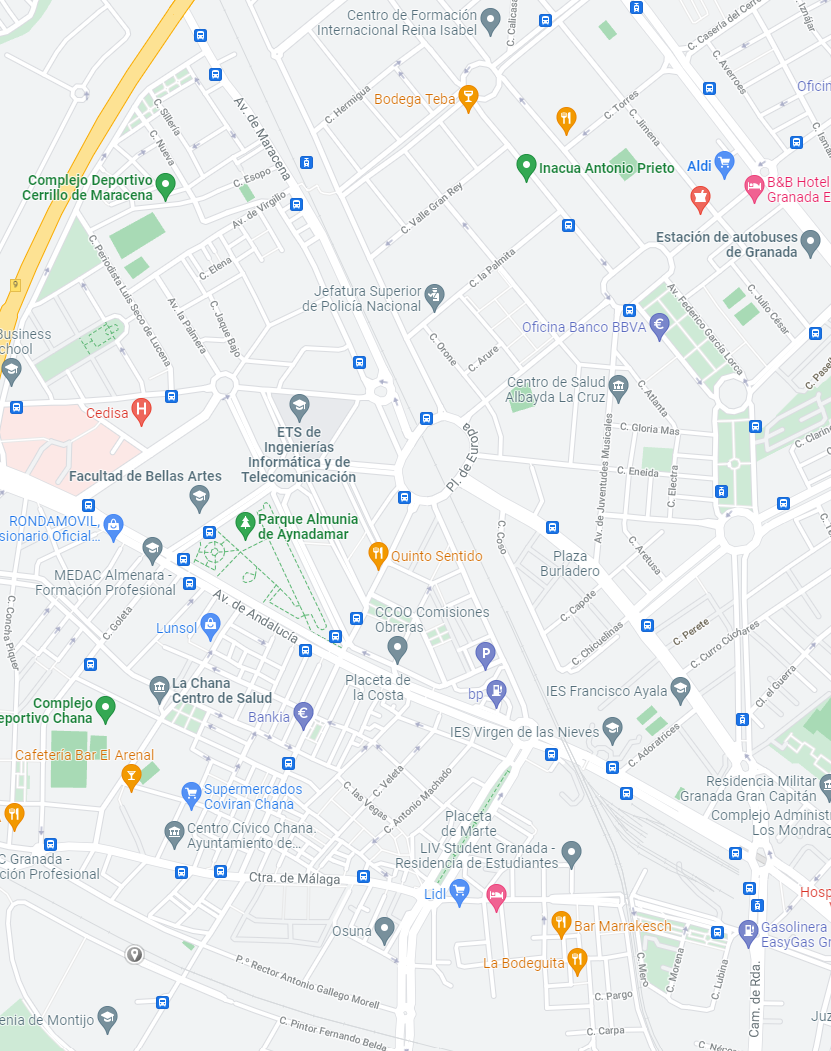 Centro de Formación
Internacional Reina Isabel
C. Calicasas
C. Casería del Cerro
C. Iznájar
Av. de Maracena
C. Hermigua
Bodega Teba
C. Averroes
Oficin
C. Sillería
C. Nueva
C. Torres
C. Jimena
C. Ismae
C. Esopo
Inacua Antonio Prieto
Aldi
Complejo Deportivo
Cerrillo de Maracena
B&B Hotel
Granada E
Av. de Virgilio
C. Valle Gran Rey
Estación de autobuses
de Granada
C. Periodista Luis Seco de Lucena
C. Elena
C. la Palmita
9
Jefatura Superior
de Policía Nacional
Av. Federico García Lorca
C. Julio César
Av. la Palmera
C. Jaque Bajo
Oficina Banco BBVA
Business
chool
C. Orone
C. Arure
C. Pase
Centro de Salud
Albayda La Cruz
C. Atlanta
Cedisa
ETS de
Ingenierías
Informática y de
Telecomunicación
Pl. de Europa
Av. de Juventudes Musicales
C. Gloria Mas
C. Clarine
Facultad de Bellas Artes
C. Eneida
C. Electra
RONDAMOVIL,
sionario Oficial...
Parque Almunia
de Aynadamar
C. Coso
C. Te
Quinto Sentido
Plaza
Burladero
C. Aretusa
MEDAC Almenara -
Formación Profesional
Av. de Andalucía
C. Concha Piquer
C. Goleta
Lunsol
CCOO Comisiones
Obreras
C. Capote
C. Chicuelinas
C. Perete
C. Curro Cúchares
La Chana
Centro de Salud
Placeta de
la Costa
bp
IES Francisco Ayala
Cl. el Guerra
Complejo
eportivo Chana
Bankia
IES Virgen de las Nieves
C. Adoratrices
Cafetería Bar El Arenal
Supermercados
Coviran Chana
C. Veleta
C. las Vegas
C. Antonio Machado
Residencia Militar
Granada Gran Capitán
Placeta
de Marte
Complejo Administr
Los Mondrag
Centro Cívico Chana.
Ayuntamiento de...
LIV Student Granada -
Residencia de Estudiantes
C Granada -
ción Profesional
Ctra. de Málaga
Lidl
Hosp
Osuna
Bar Marrakesch
Gasolinera
EasyGas Gr
La Bodeguita
C. Mero
C. Morena
C. Lubina
P.º Rector Antonio Gallego Morell
C. Pargo
Cam. de Rda.
enia de Montijo
C. Pintor Fernando Belda
C. Carpa
Juz